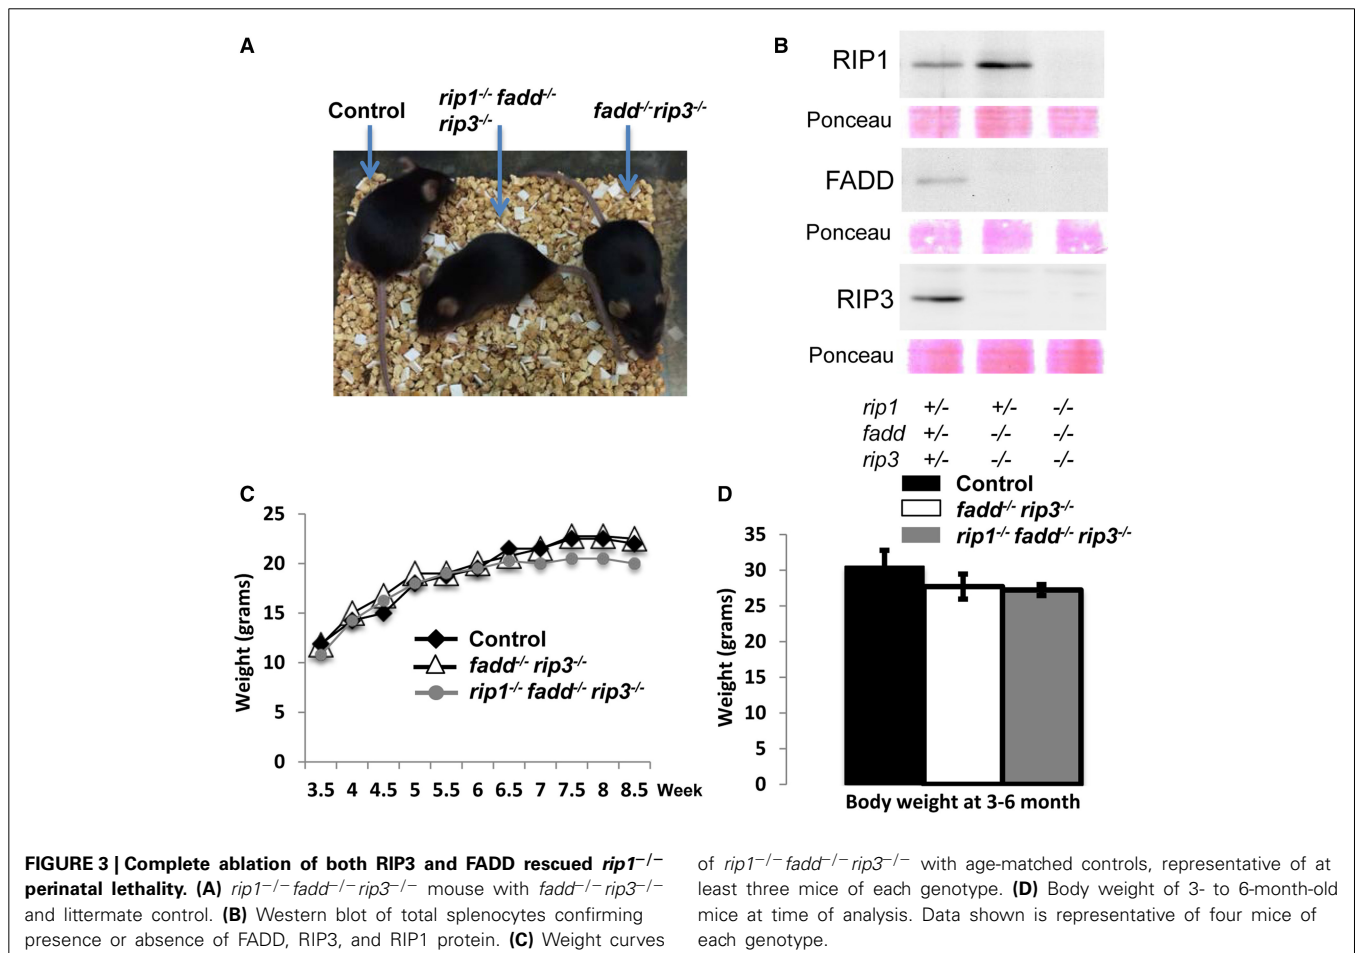 A
Control
rip1-/- fadd-/-
rip3-/-
fadd-/-rip3-/-
B
RIP1
Ponceau
FADD
Ponceau
RIP3
Ponceau
rip1 +/- +/- -/-
fadd +/- -/- -/-
rip3 +/- -/- -/-
C
25
20
15
10
5
0
Weight (grams)
Control
fadd-/- rip3-/-
rip1-/- fadd-/- rip3-/-
3.5 4 4.5 5 5.5 6 6.5 7 7.5 8 8.5 Week
D
Control
fadd-/- rip3-/-
rip1-/- fadd-/- rip3-/-
35
30
25
20
15
10
5
0
Weight (grams)
Body weight at 3-6 month
FIGURE 3 | Complete ablation of both RIP3 and FADD rescued rip1−/−
perinatal lethality. (A) rip1−/− fadd−/− rip3−/− mouse with fadd−/− rip3−/−
and littermate control. (B) Western blot of total splenocytes confirming
presence or absence of FADD, RIP3, and RIP1 protein. (C) Weight curves
of rip1−/− fadd−/− rip3−/− with age-matched controls, representative of at
least three mice of each genotype. (D) Body weight of 3- to 6-month-old
mice at time of analysis. Data shown is representative of four mice of
each genotype.